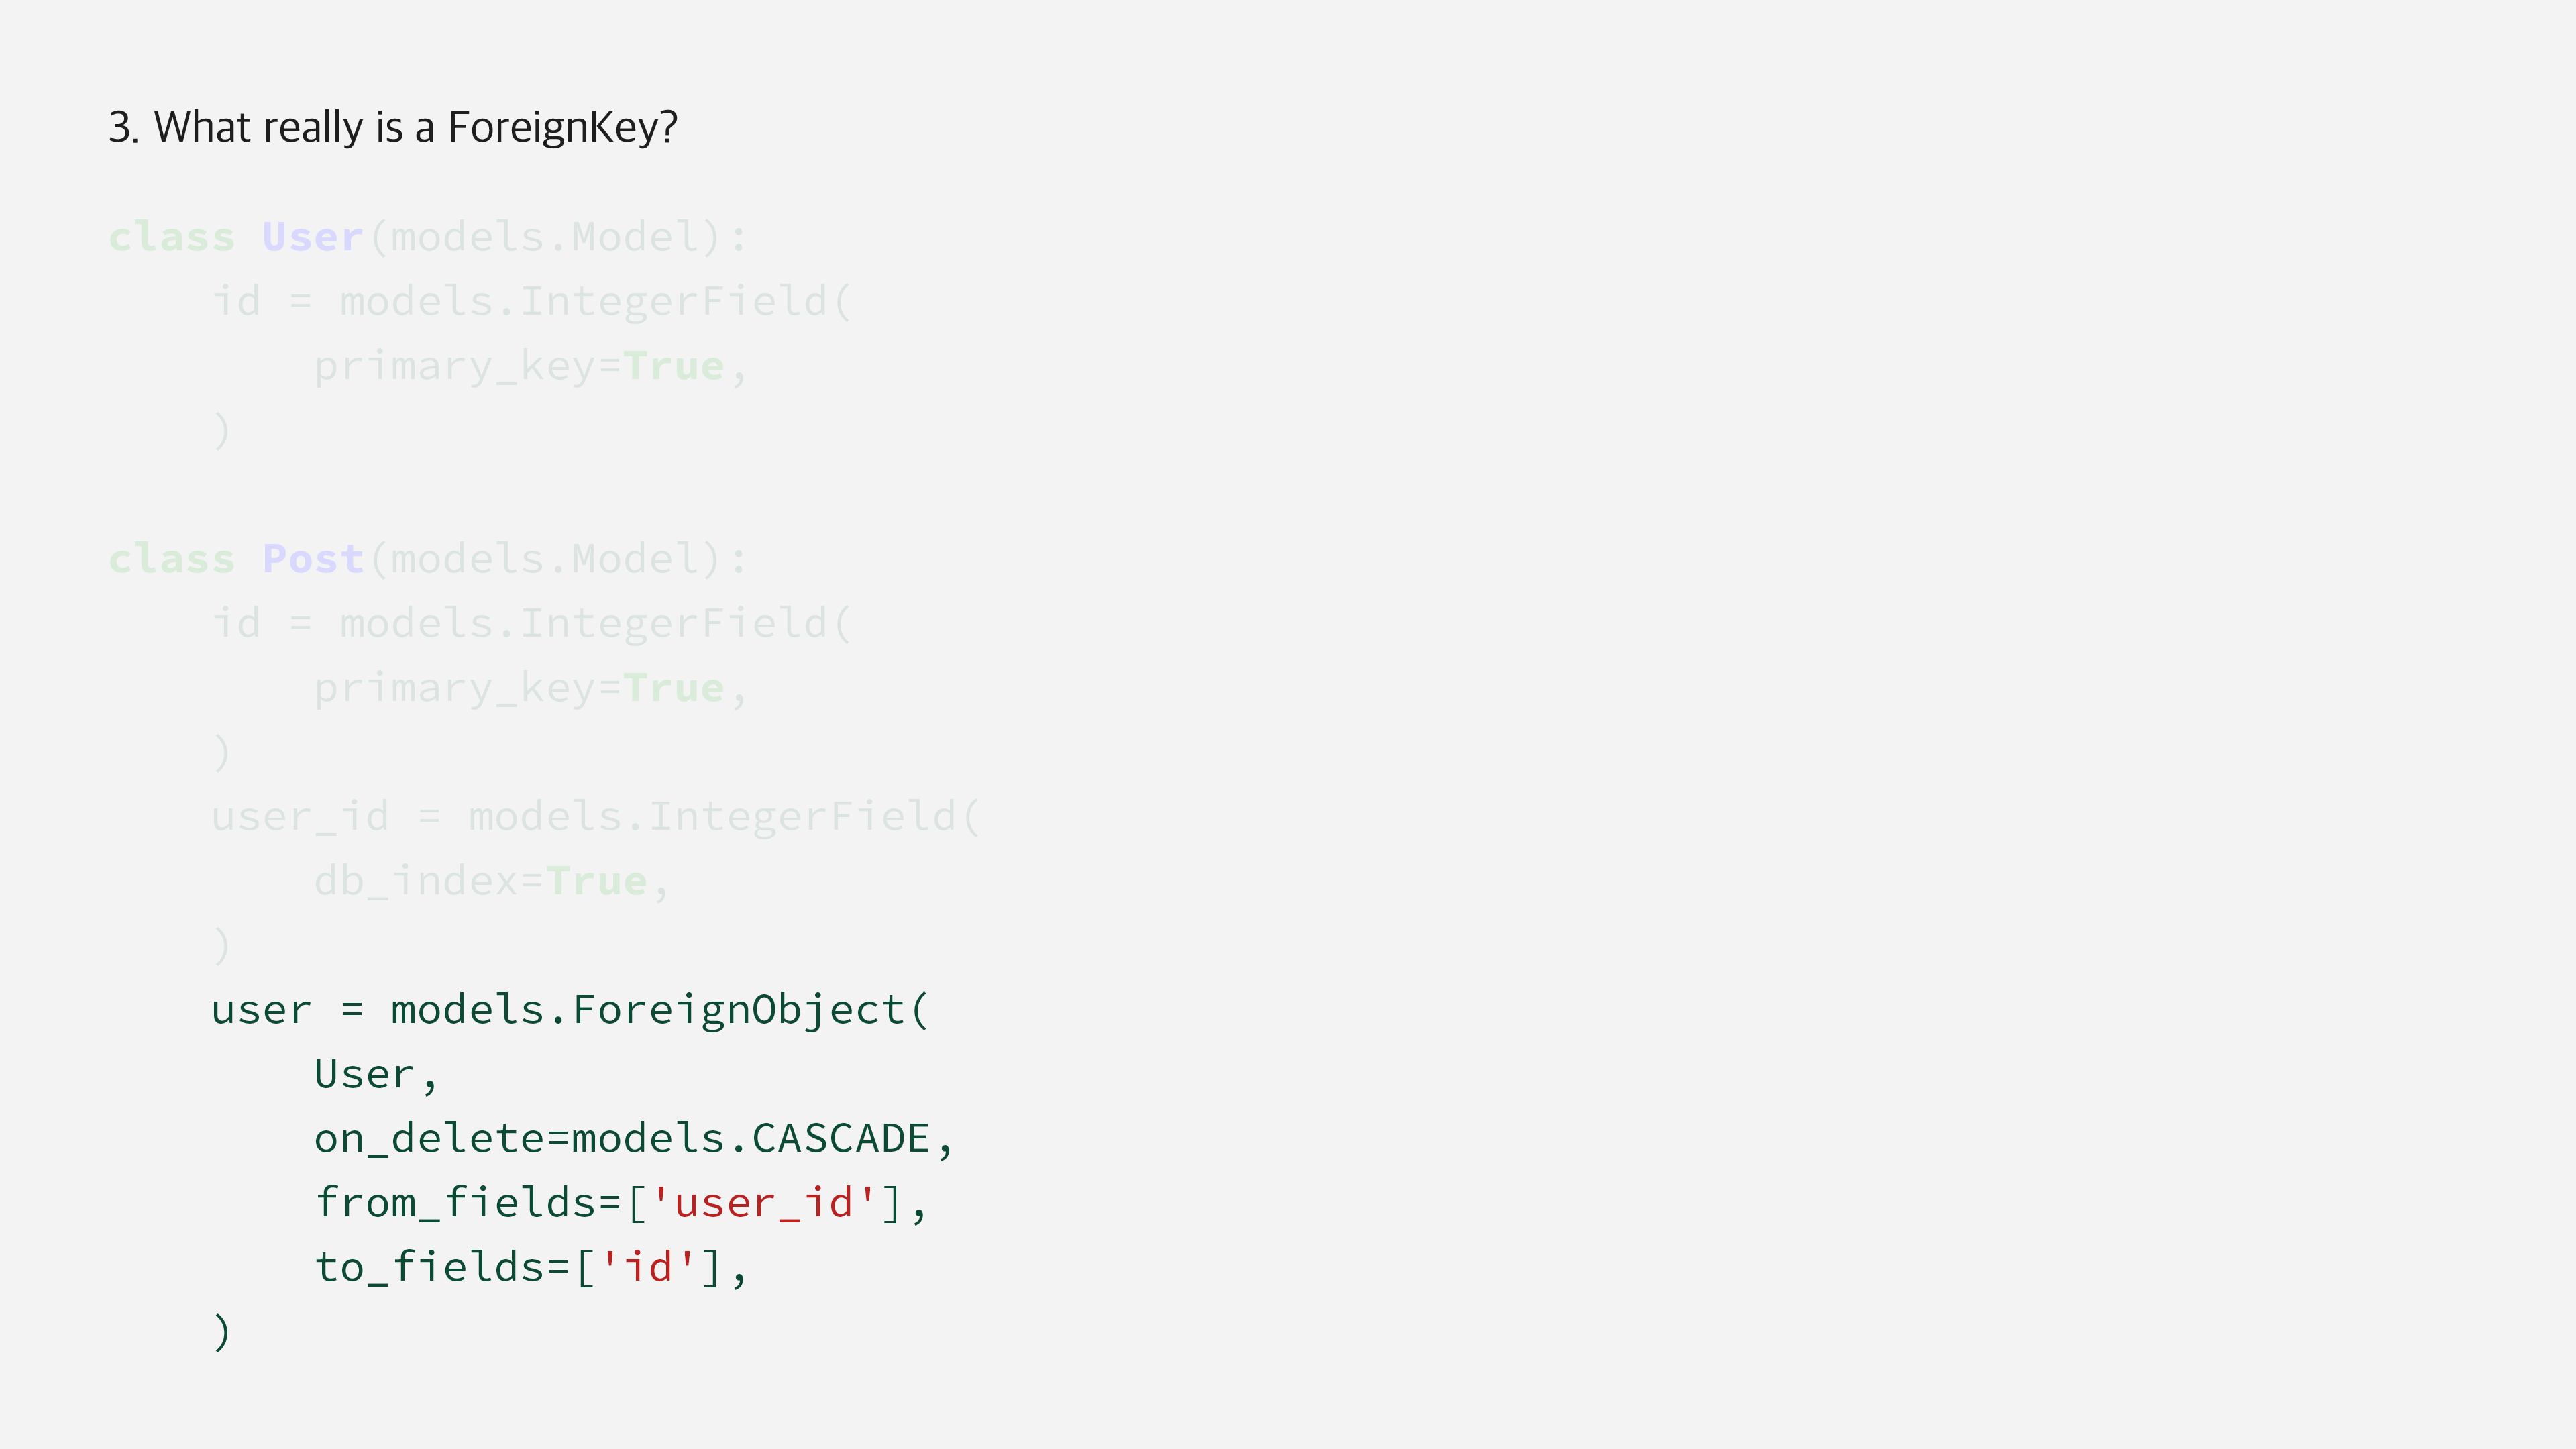 3. What really is a ForeignKey?
class User(models.Model):
    id = models.IntegerField(
        primary_key=True,
    )
class Post(models.Model):
    id = models.IntegerField(
        primary_key=True,
    )
    user_id = models.IntegerField(
        db_index=True,
    )
    user = models.ForeignObject(
        User,
        on_delete=models.CASCADE,
        from_fields=['user_id'],
        to_fields=['id'],
    )